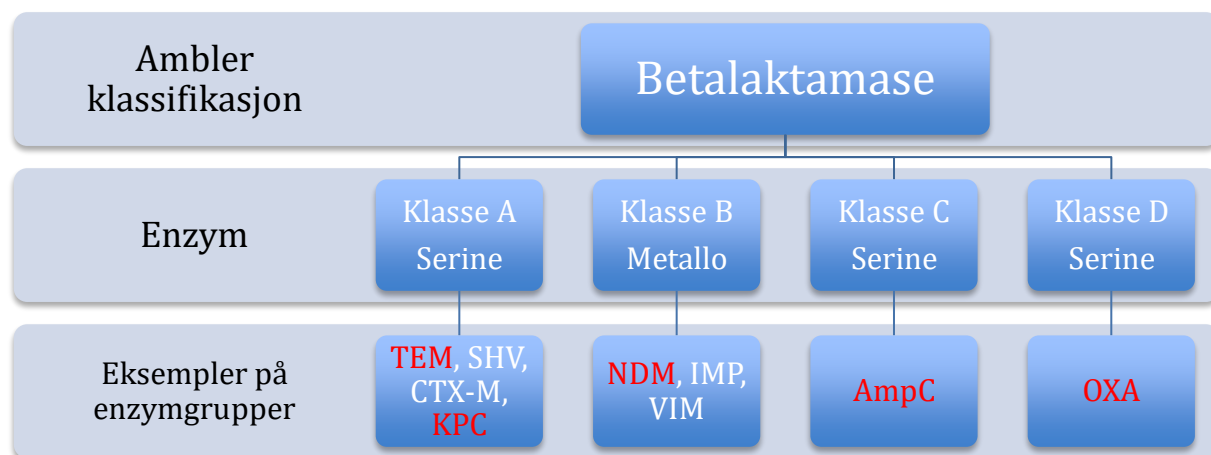 Ambler
klassifikasjon
Betalaktamase
Enzym
Klasse A
Serine
Klasse B
Metallo
Klasse C
Serine
Klasse D
Serine
Eksempler på
enzymgrupper
TEM, SHV,
CTX-M,
KPC
NDM, IMP,
VIM
AmpC
OXA